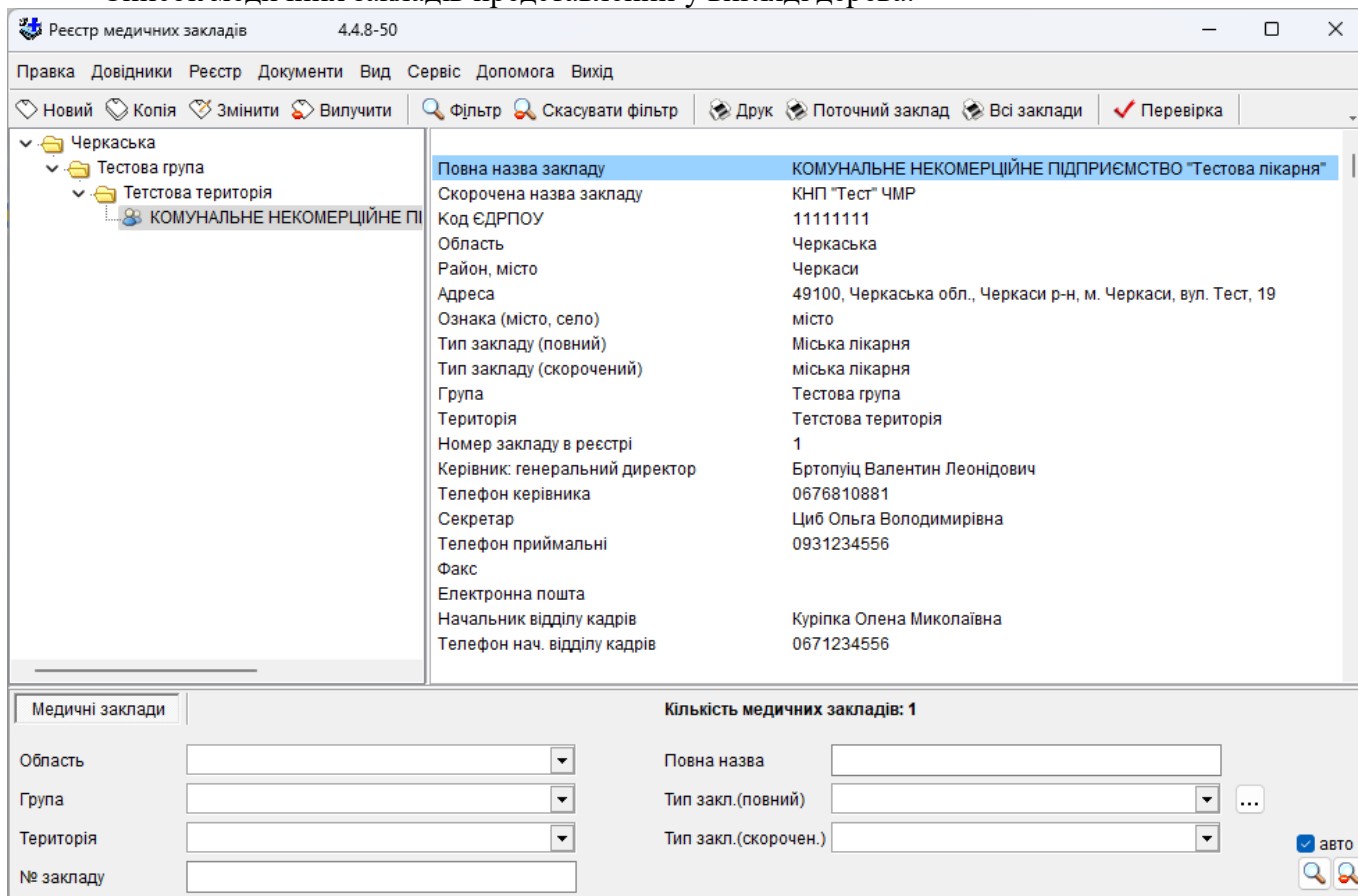 Список медичних закладів представлений у вигляді дерева.
Реєстр медичних закладів 4.4.8-50
Правка Довідники Реєстр Документи Вид Сервіс Допомога Вихід
Новий Копія Змінити Вилучити Фільтр Скасувати фільтр Друк Поточний заклад Всі заклади Перевірка
Черкаська
Тестова група
Тетстова територія
КОМУНАЛЬНЕ НЕКОМЕРЦІЙНЕ ПІ
Повна назва закладу КОМУНАЛЬНЕ НЕКОМЕРЦІЙНЕ ПІДПРИЄМСТВО "Тестова лікарня"
Скорочена назва закладу КНП "Тест" ЧМР
Код ЄДРПОУ 11111111
Область Черкаська
Район, місто Черкаси
Адреса 49100, Черкаська обл., Черкаси р-н, м. Черкаси, вул. Тест, 19
Ознака (місто, село) місто
Тип закладу (повний) Міська лікарня
Тип закладу (скорочений) міська лікарня
Група Тестова група
Територія Тетстова територія
Номер закладу в реєстрі 1
Керівник: генеральний директор Бртопуіц Валентин Леонідович
Телефон керівника 0676810881
Секретар Циб Ольга Володимирівна
Телефон приймальні 0931234556
Факс
Електронна пошта
Начальник відділу кадрів Куріпка Олена Миколаївна
Телефон нач. відділу кадрів 0671234556
Медичні заклади Кількість медичних закладів: 1
Область Повна назва
Група Тип закл.(повний) ...
Територія Тип закл.(скорочен.) авто
№ закладу